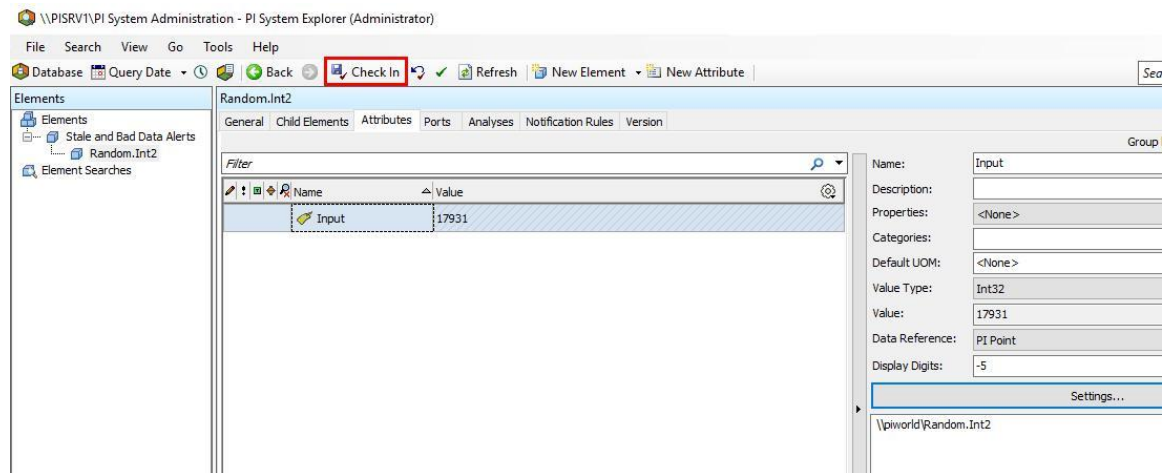 \\PISRV1\PI System Administration - PI System Explorer (Administrator)
File Search View Go Tools Help
Database Query Date Back Check In Refresh New Element New Attribute
Elements
Elements
Stale and Bad Data Alerts
Random.Int2
Element Searches
Random.Int2
General Child Elements Attributes Ports Analyses Notification Rules Version
Filter
Name Value
Input 17931
Group
Name: Input
Description:
Properties: <None>
Categories:
Default UOM: <None>
Value Type: Int32
Value: 17931
Data Reference: PI Point
Display Digits: -5
Settings...
\\piworld\Random.Int2